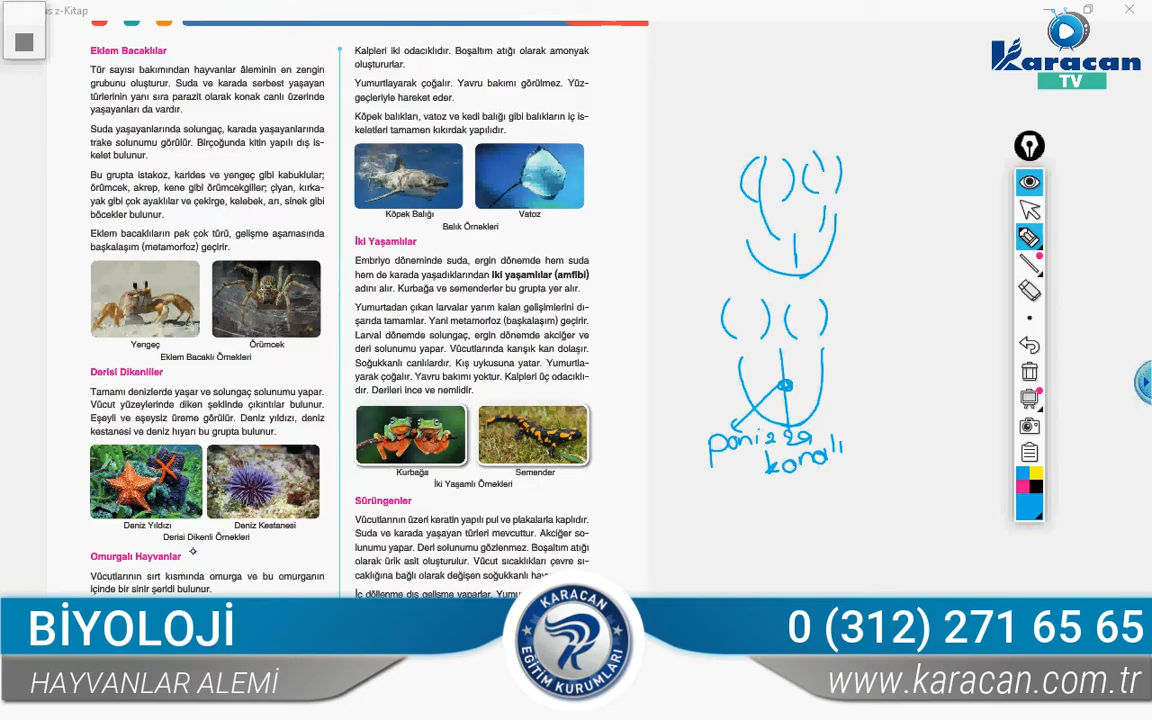 us z-Kitap
Karacan
TV
Eklem Bacaklılar
Tür sayısı bakımından hayvanlar âleminin en zengin
grubunu oluşturur. Suda ve karada serbest yaşayan
türlerinin yanı sıra parazit olarak konak canlı üzerinde
yaşayanları da vardır.
Suda yaşayanlarında solungaç, karada yaşayanlarında
trake solunumu görülür. Birçoğunda kitin yapılı dış is-
kelet bulunur.
Bu grupta istakoz, karides ve yengeç gibi kabuklular;
örümcek, akrep, kene gibi örümcekgiller; çiyan, kırka-
yak gibi çok ayaklılar ve çekirge, kelebek, arı, sinek gibi
böcekler bulunur.
Eklem bacaklıların pek çok türü, gelişme aşamasında
başkalaşım (metamorfoz) geçirir.
Yengeç
Örümcek
Eklem Bacaklı Örnekleri
Derisi Dikenliler
Tamamı denizlerde yaşar ve solungaç solunumu yapar.
Vücut yüzeylerinde diken şeklinde çıkıntılar bulunur.
Eşeyli ve eşeysiz üreme görülür. Deniz yıldızı, deniz
kestanesi ve deniz hıyarı bu grupta bulunur.
Deniz Yıldızı
Deniz Kestanesi
Derisi Dikenli Örnekleri
Omurgalı Hayvanlar
Vücutlarının sırt kısmında omurga ve bu omurganın
içinde bir sinir şeridi bulunur.
Kalpleri iki odacıklıdır. Boşaltım atığı olarak amonyak
oluştururlar.
Yumurtlayarak çoğalır. Yavru bakımı görülmez. Yüz-
geçleriyle hareket eder.
Köpek balıkları, vatoz ve kedi balığı gibi balıkların iç is-
keletleri tamamen kıkırdak yapılıdır.
Köpek Balığı
Vatoz
Balık Örnekleri
İki Yaşamlılar
Embriyo döneminde suda, ergin dönemde hem suda
hem de karada yaşadıklarından iki yaşamlılar (amfibi)
adını alır. Kurbağa ve semenderler bu grupta yer alır.
Yumurtadan çıkan larvalar yarım kalan gelişimlerini dı-
şarıda tamamlar. Yani metamorfoz (başkalaşım) geçirir.
Larval dönemde solungaç, ergin dönemde akciğer ve
deri solunumu yapar. Vücutlarında karışık kan dolaşır.
Soğukkanlı canlılardır. Kış uykusuna yatar. Yumurtla-
yarak çoğalır. Yavru bakımı yoktur. Kalpleri üç odacıklı-
dır. Derileri ince ve nemlidir.
Kurbağa
Semender
İki Yaşamlı Örnekleri
Sürüngenler
Vücutlarının üzeri keratin yapılı pul ve plakalarla kaplıdır.
Suda ve karada yaşayan türleri mevcuttur. Akciğer so-
lunumu yapar. Deri solunumu gözlenmez. Boşaltım atığı
olarak ürik asit oluşturulur. Vücut sıcaklıkları çevre sı-
caklığına bağlı olarak değişen soğukkanlı
İç döllenme dış gelişme yaparlar.
panizza
kanalı
BİYOLOJİ
HAYVANLAR ALEMİ
KARACAN
EĞİTİM KURUMLARI
0 (312) 271 65 65
www.karacan.com.tr